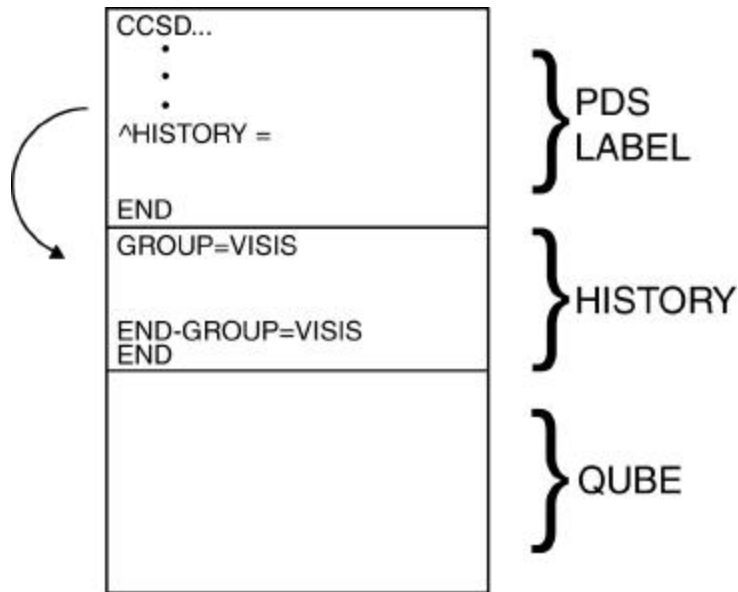 CCSD...
^HISTORY =
END
PDS
LABEL
GROUP=VISIS
END-GROUP=VISIS
END
HISTORY
QUBE